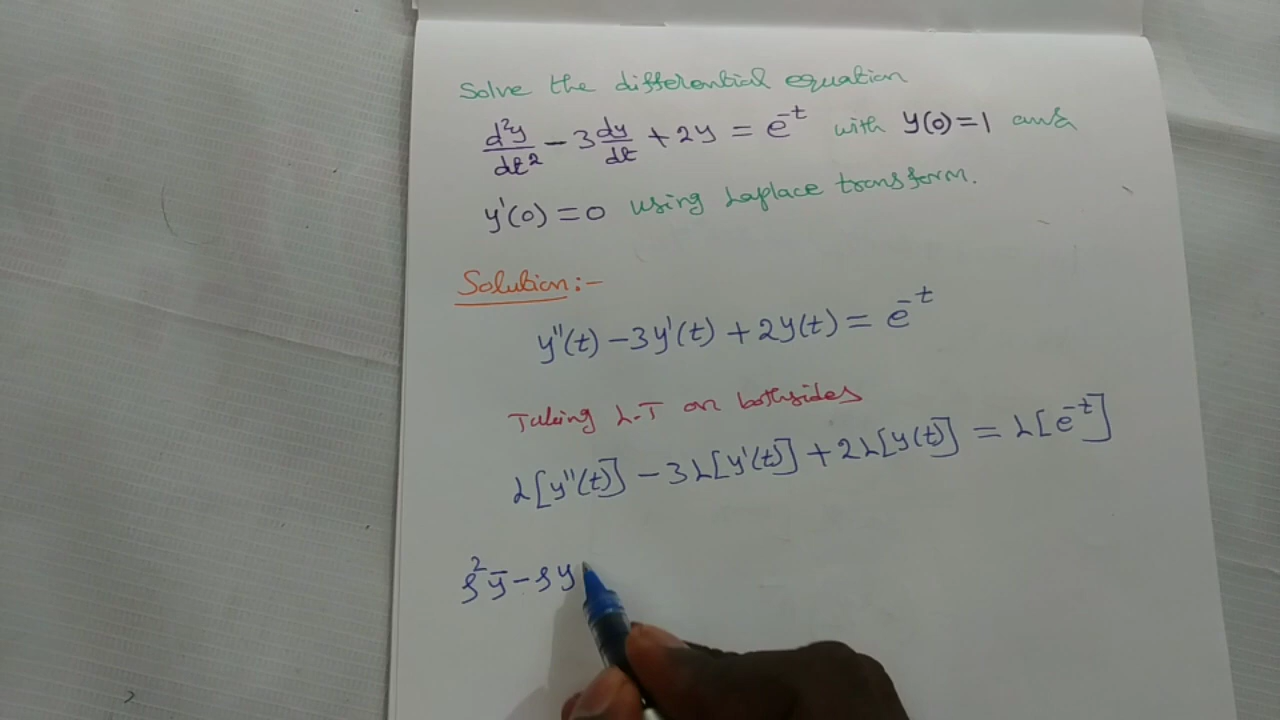 Solve the differential equation
d²y/dt² - 3 dy/dt + 2y = e^-t with y(0)=1 and
y'(0) = 0 using Laplace transform.
Solution:-
y''(t) - 3y'(t) + 2y(t) = e^-t
Taking L.T on bothsides
L[y''(t)] - 3L[y'(t)] + 2L[y(t)] = L[e^-t]
s²ȳ - sy